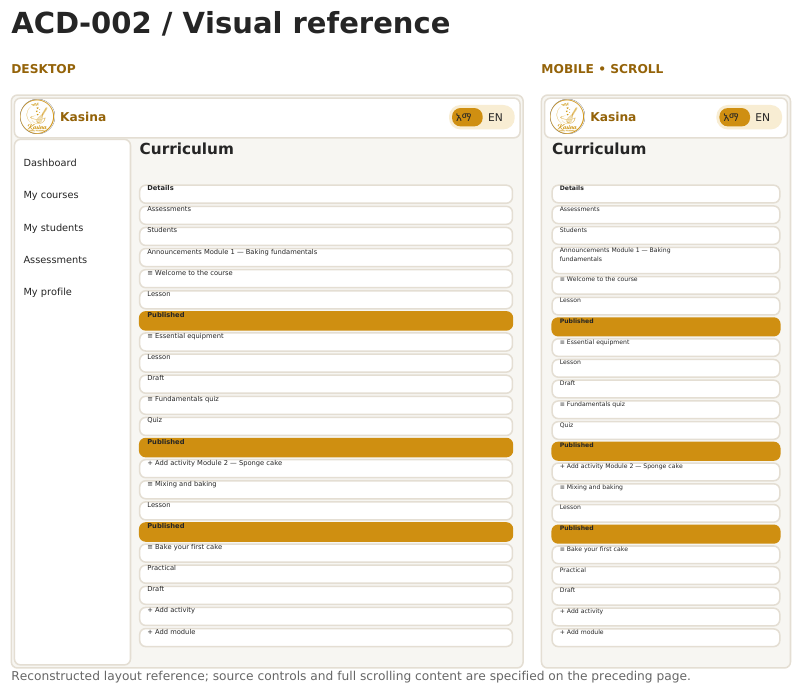 ACD-002 / Visual reference
DESKTOP
Kasina
Kasina
አማ EN
Dashboard
My courses
My students
Assessments
My profile
Curriculum
Details
Assessments
Students
Announcements Module 1 — Baking fundamentals
≡ Welcome to the course
Lesson
Published
≡ Essential equipment
Lesson
Draft
≡ Fundamentals quiz
Quiz
Published
+ Add activity Module 2 — Sponge cake
≡ Mixing and baking
Lesson
Published
≡ Bake your first cake
Practical
Draft
+ Add activity
+ Add module
MOBILE • SCROLL
Kasina
Kasina
አማ EN
Curriculum
Details
Assessments
Students
Announcements Module 1 — Baking
fundamentals
≡ Welcome to the course
Lesson
Published
≡ Essential equipment
Lesson
Draft
≡ Fundamentals quiz
Quiz
Published
+ Add activity Module 2 — Sponge cake
≡ Mixing and baking
Lesson
Published
≡ Bake your first cake
Practical
Draft
+ Add activity
+ Add module
Reconstructed layout reference; source controls and full scrolling content are specified on the preceding page.